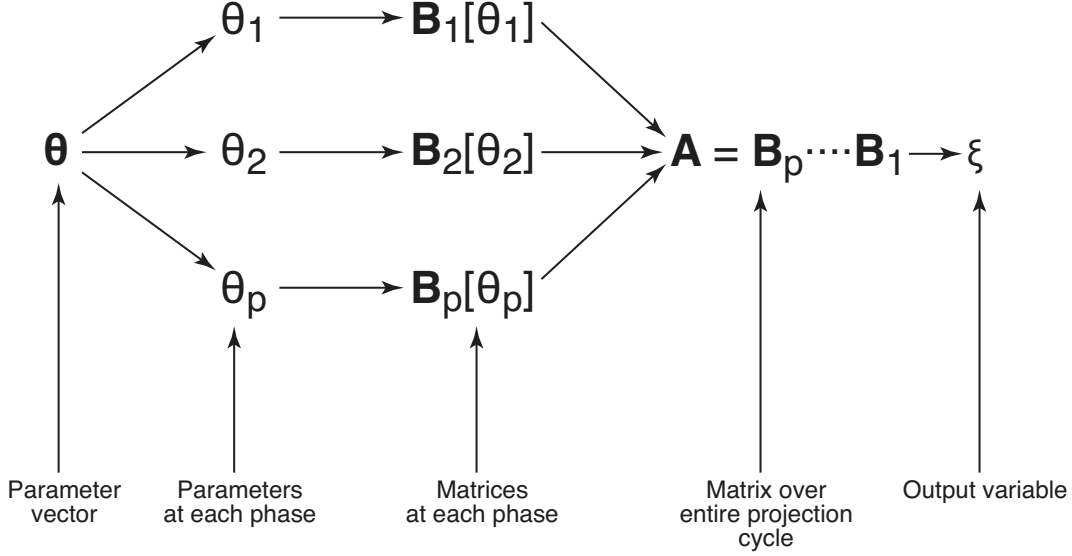 θ1 B1[θ1]
θ θ2 B2[θ2] A = Bp····B1 ξ
θp Bp[θp]
Parameter
vector
Parameters
at each phase
Matrices
at each phase
Matrix over
entire projection
cycle
Output variable